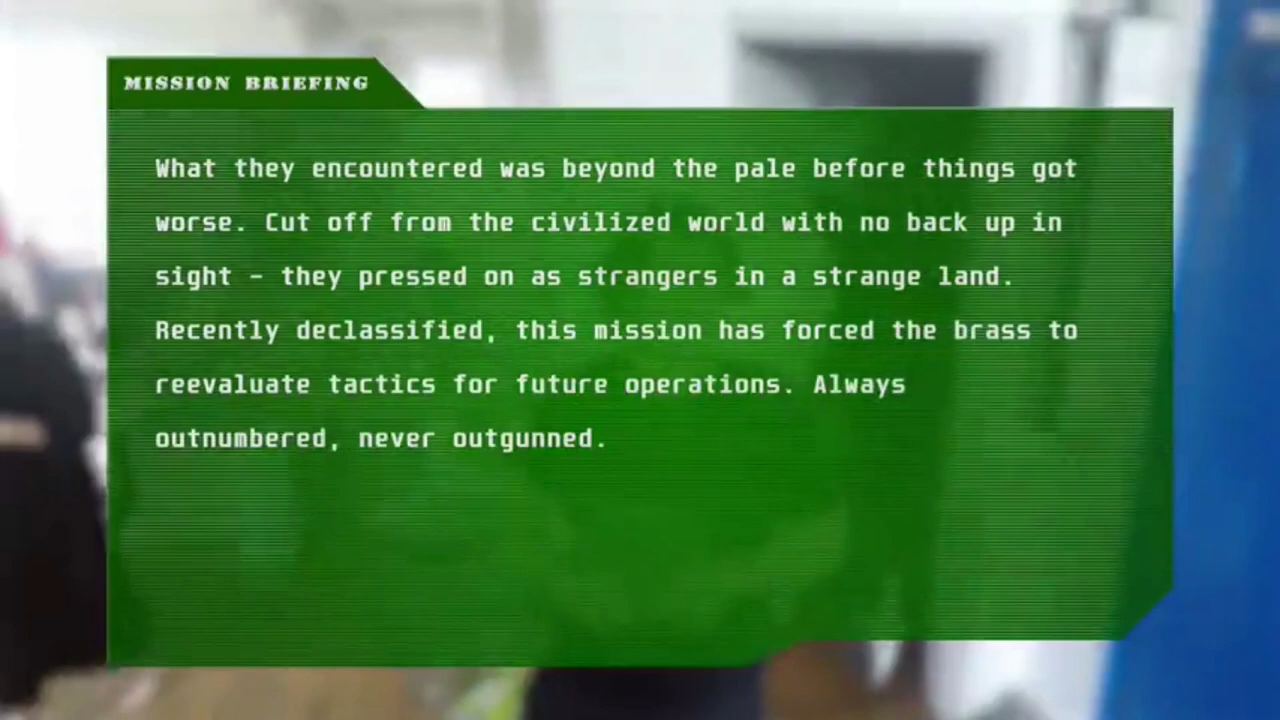 MISSION BRIEFING
What they encountered was beyond the pale before things got
worse. Cut off from the civilized world with no back up in
sight – they pressed on as strangers in a strange land.
Recently declassified, this mission has forced the brass to
reevaluate tactics for future operations. Always
outnumbered, never outgunned.